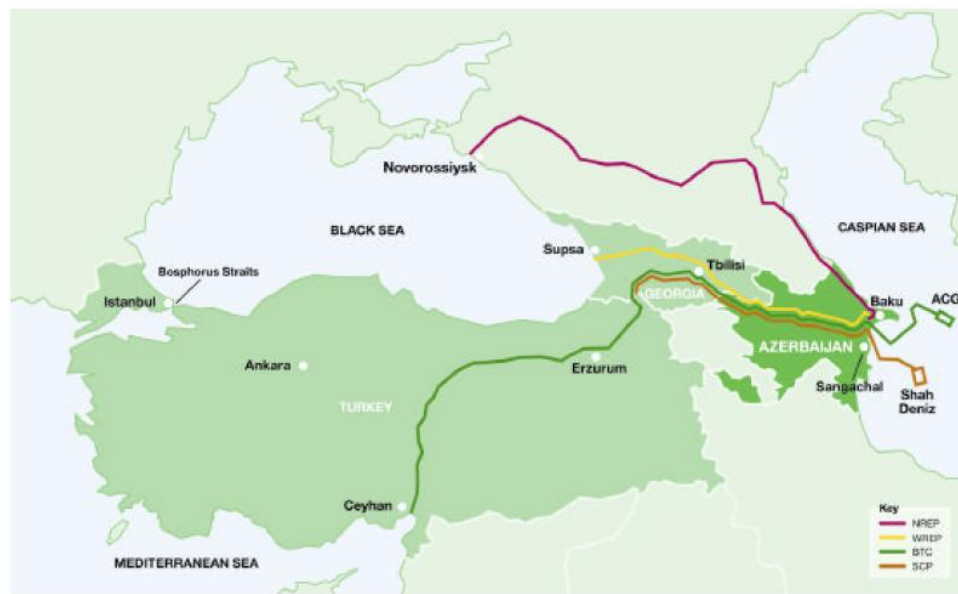 Novorossiysk
BLACK SEA
CASPIAN SEA
Supsa
Tbilisi
Bosphorus Straits
Istanbul
GEORGIA
Baku
ACG
Ankara
Erzurum
AZERBAIJAN
Sangachal
Shah
Deniz
TURKEY
Ceyhan
MEDITERRANEAN SEA
Key
NREP
WREP
BTC
SCP